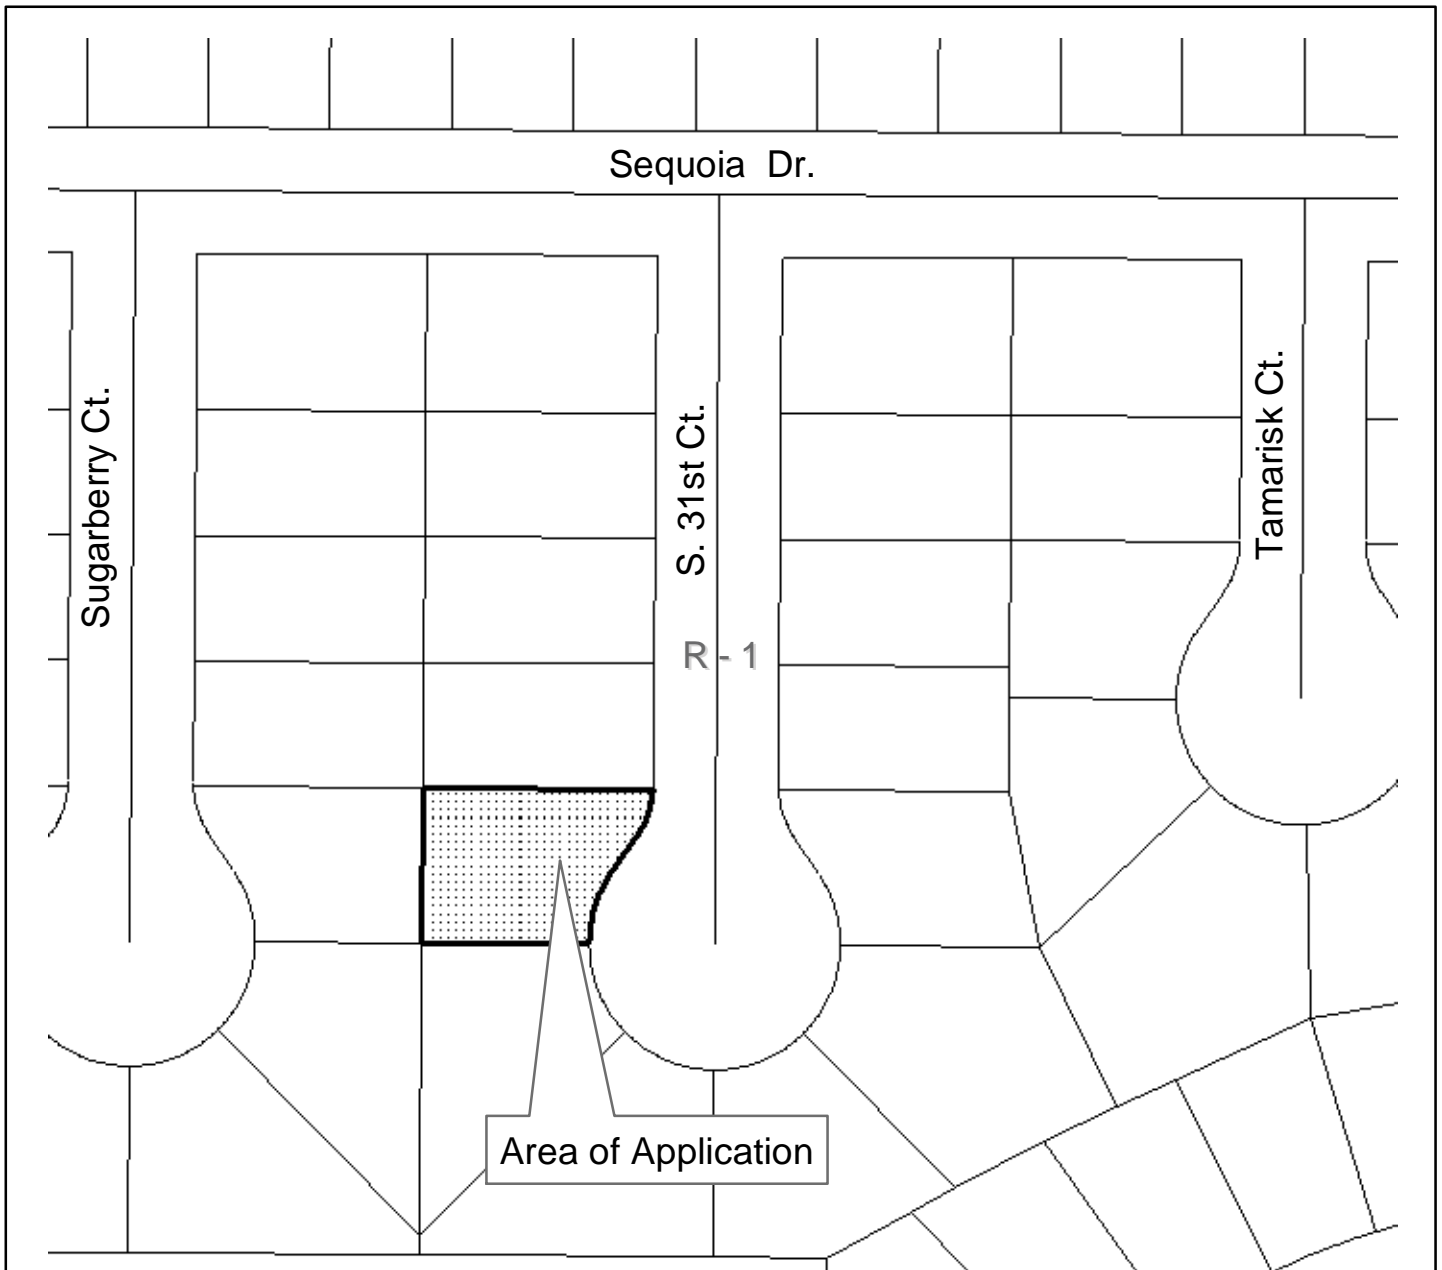 Sequoia Dr.
Sugarberry Ct.
S. 31st Ct.
Tamarisk Ct.
R - 1
Area of Application